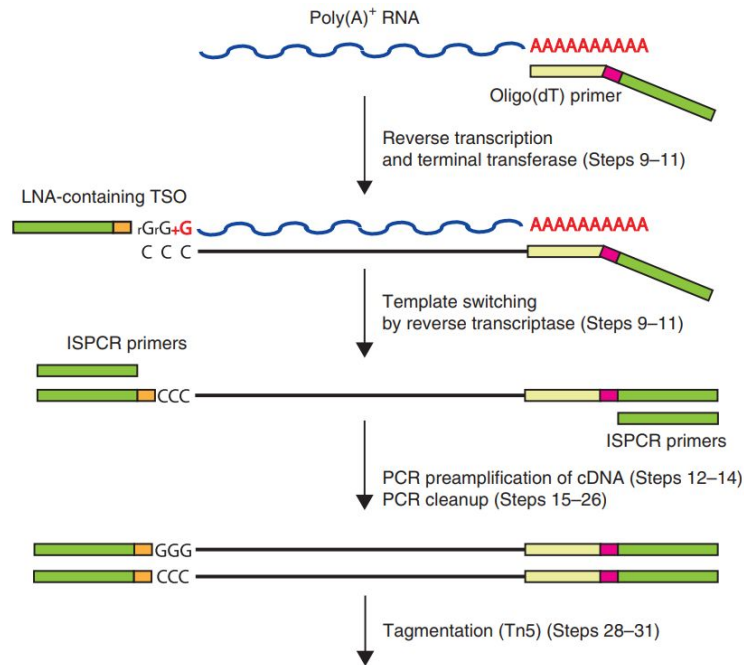 Poly(A)+ RNA
AAAAAAAAAA
Oligo(dT) primer
Reverse transcription
and terminal transferase (Steps 9–11)
LNA-containing TSO
rGrG+G
AAAAAAAAAA
C C C
Template switching
by reverse transcriptase (Steps 9–11)
ISPCR primers
CCC
ISPCR primers
PCR preamplification of cDNA (Steps 12–14)
PCR cleanup (Steps 15–26)
GGG
CCC
Tagmentation (Tn5) (Steps 28–31)